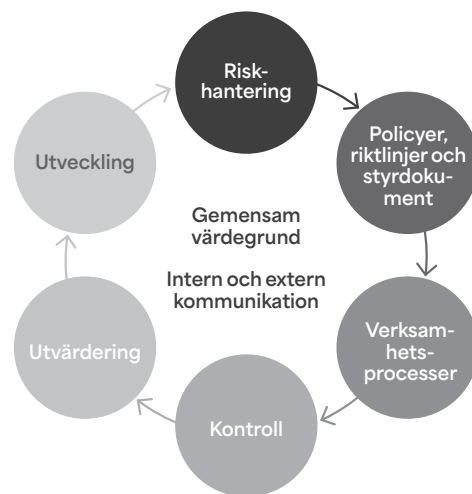 Risk-
hantering
Policyer,
riktlinjer och
styrdoku-
ment
Verksam-
hets-
processer
Kontroll
Utvärdering
Utveckling
Gemensam
värdegrund
Intern och extern
kommunikation